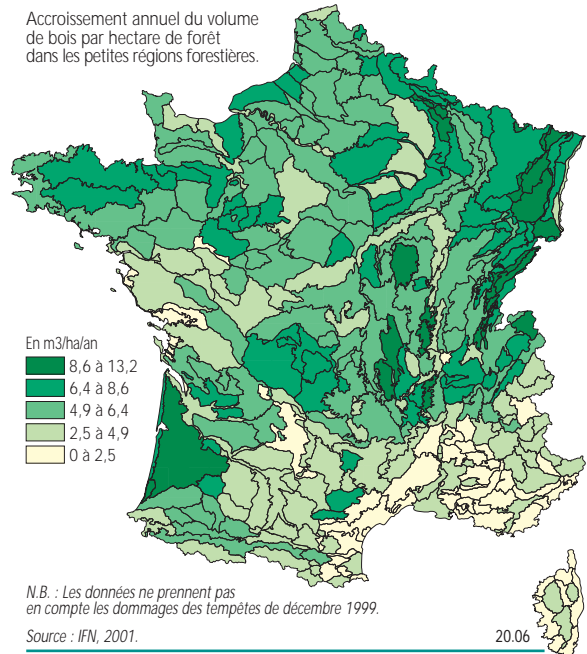 Accroissement annuel du volume
de bois par hectare de forêt
dans les petites régions forestières.
En m3/ha/an
8,6 à 13,2
6,4 à 8,6
4,9 à 6,4
2,5 à 4,9
0 à 2,5
N.B. : Les données ne prennent pas
en compte les dommages des tempêtes de décembre 1999.
Source : IFN, 2001.
20.06